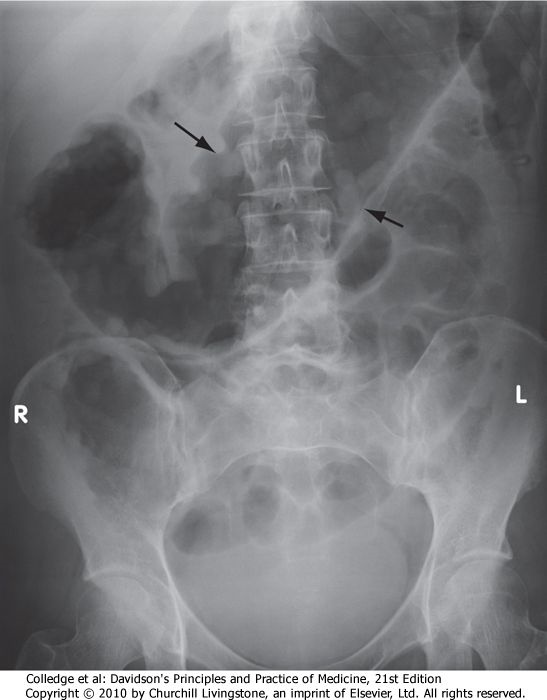 R
L
Colledge et al: Davidson's Principles and Practice of Medicine, 21st Edition
Copyright © 2010 by Churchill Livingstone, an imprint of Elsevier, Ltd. All rights reserved.